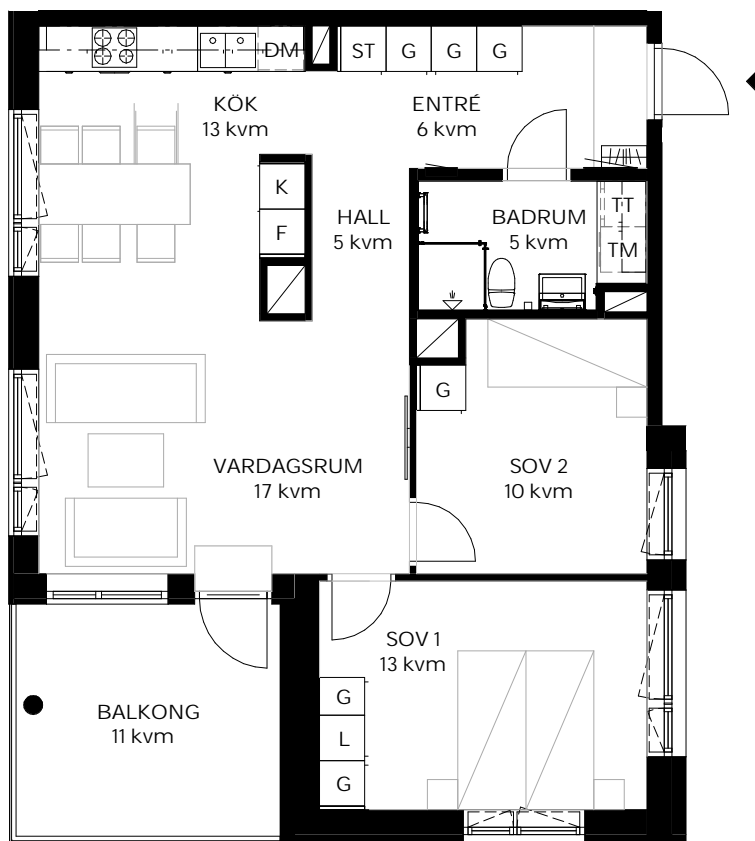 DM
ST
G
G
G
KÖK
13 kvm
ENTRÉ
6 kvm
K
F
HALL
5 kvm
BADRUM
5 kvm
TT
TM
G
VARDAGSRUM
17 kvm
SOV 2
10 kvm
SOV 1
13 kvm
G
L
G
BALKONG
11 kvm